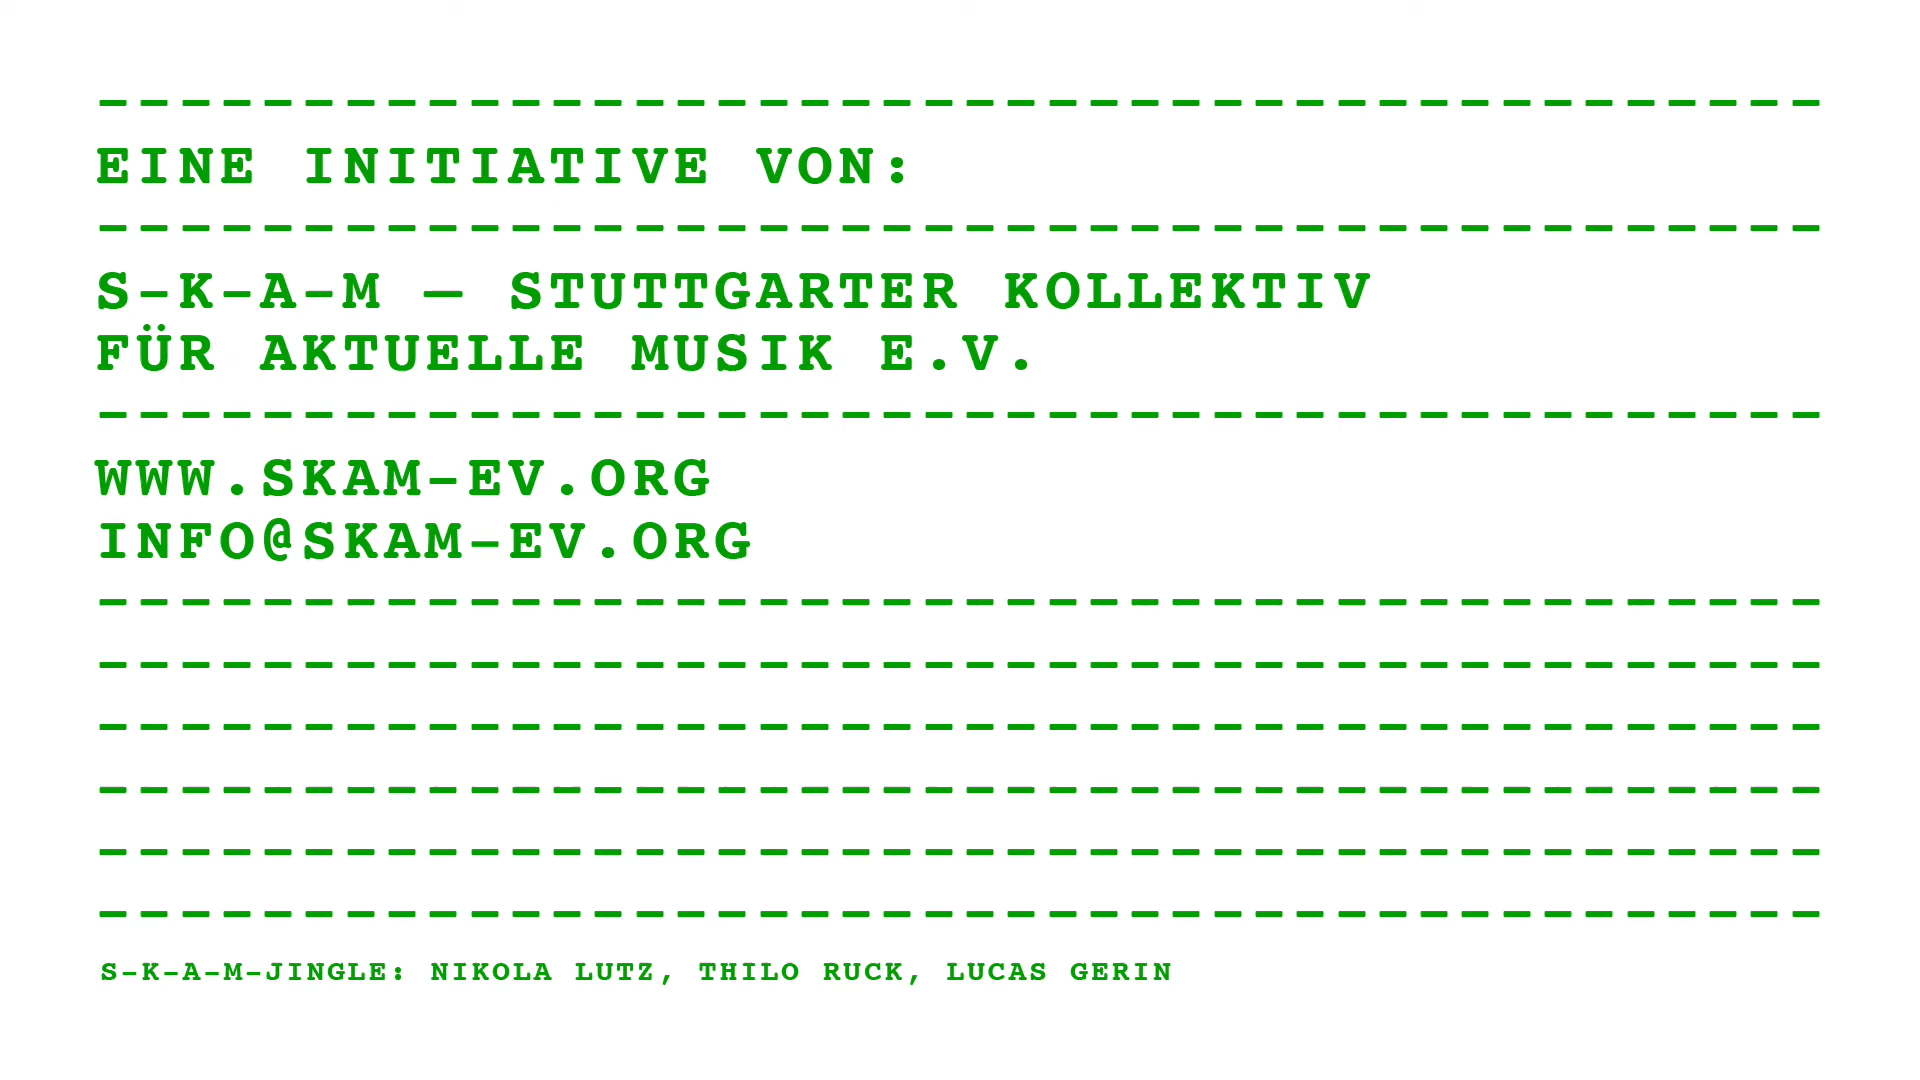 EINE INITIATIVE VON:
S-K-A-M — STUTTGARTER KOLLEKTIV
FÜR AKTUELLE MUSIK E.V.
WWW.SKAM-EV.ORG
INFO@SKAM-EV.ORG
S-K-A-M-JINGLE: NIKOLA LUTZ, THILO RUCK, LUCAS GERIN